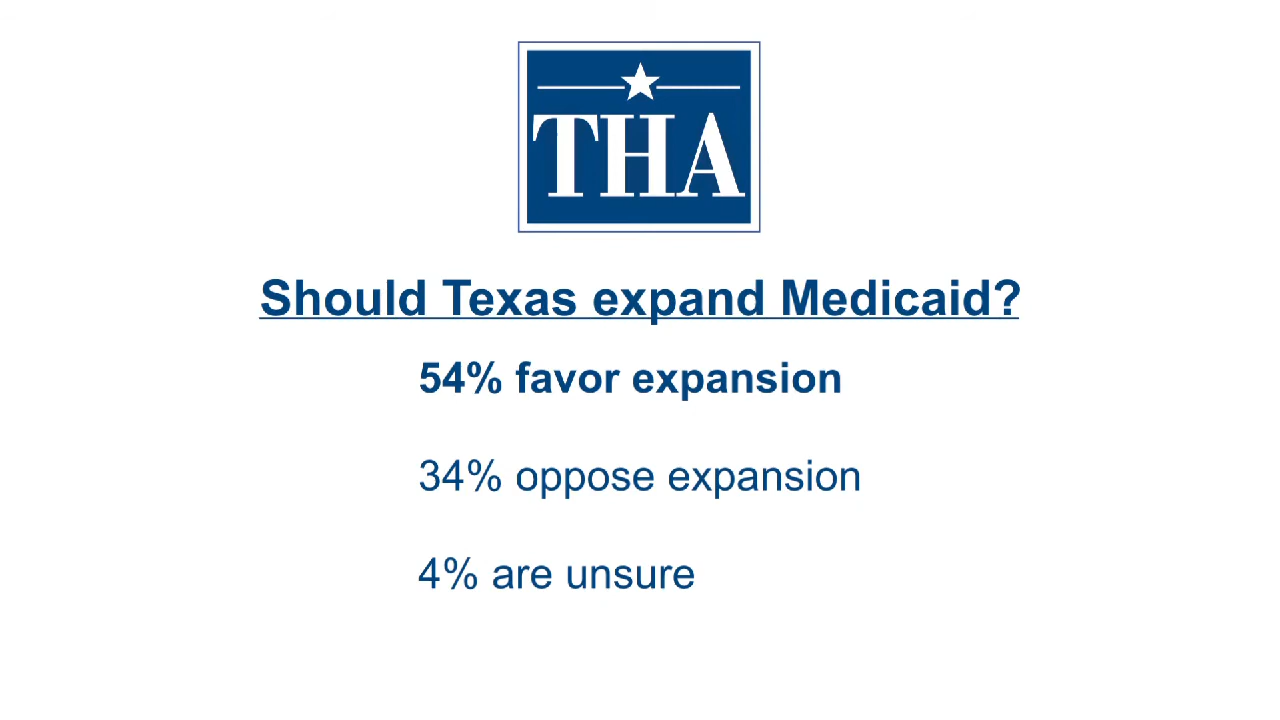 THA
Should Texas expand Medicaid?
54% favor expansion
34% oppose expansion
4% are unsure